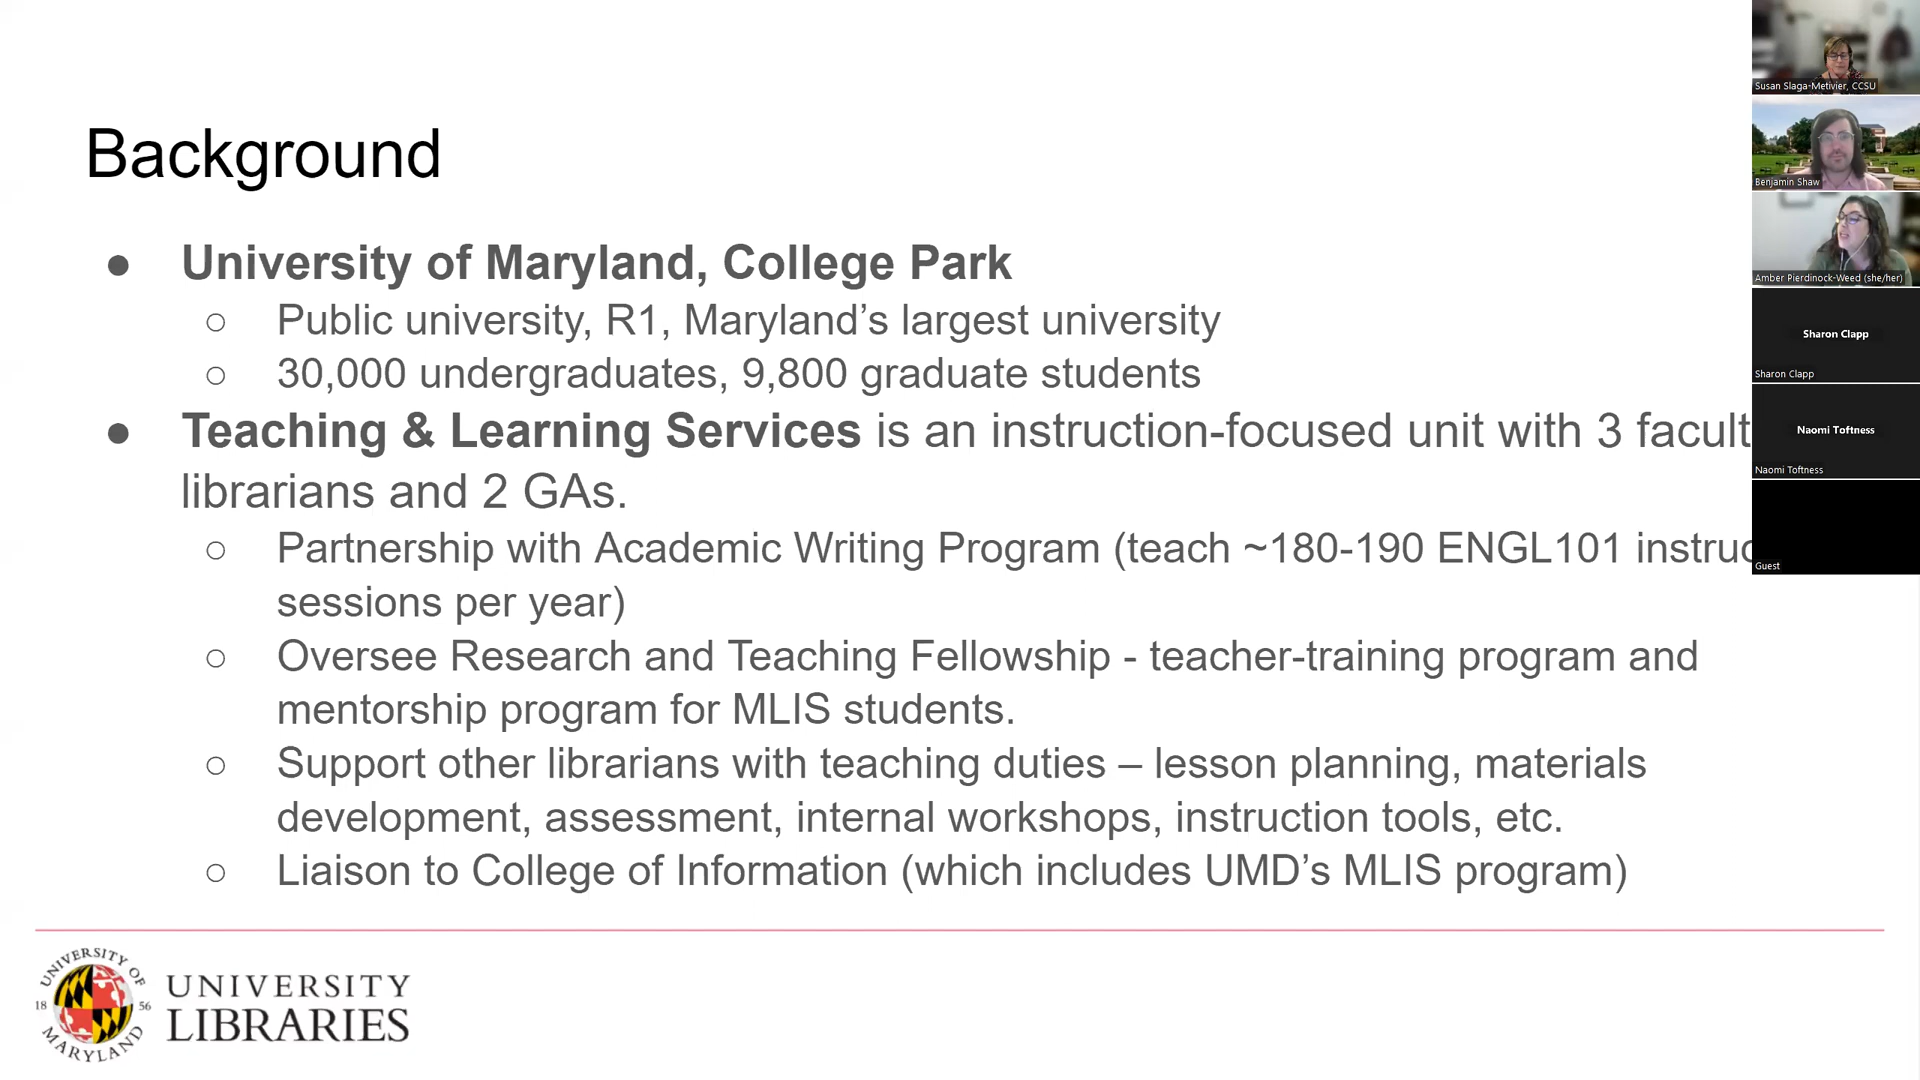 Background
● University of Maryland, College Park
○ Public university, R1, Maryland’s largest university
○ 30,000 undergraduates, 9,800 graduate students
● Teaching & Learning Services is an instruction-focused unit with 3 facult
librarians and 2 GAs.
○ Partnership with Academic Writing Program (teach ~180-190 ENGL101 instruc
sessions per year)
○ Oversee Research and Teaching Fellowship - teacher-training program and
mentorship program for MLIS students.
○ Support other librarians with teaching duties – lesson planning, materials
development, assessment, internal workshops, instruction tools, etc.
○ Liaison to College of Information (which includes UMD’s MLIS program)
UNIVERSITY OF
18 56
MARYLAND
UNIVERSITY
LIBRARIES
Susan Slaga-Metivier, CCSU
Benjamin Shaw
Amber Pierdinock-Weed (she/her)
Sharon Clapp
Sharon Clapp
Naomi Toftness
Naomi Toftness
Guest